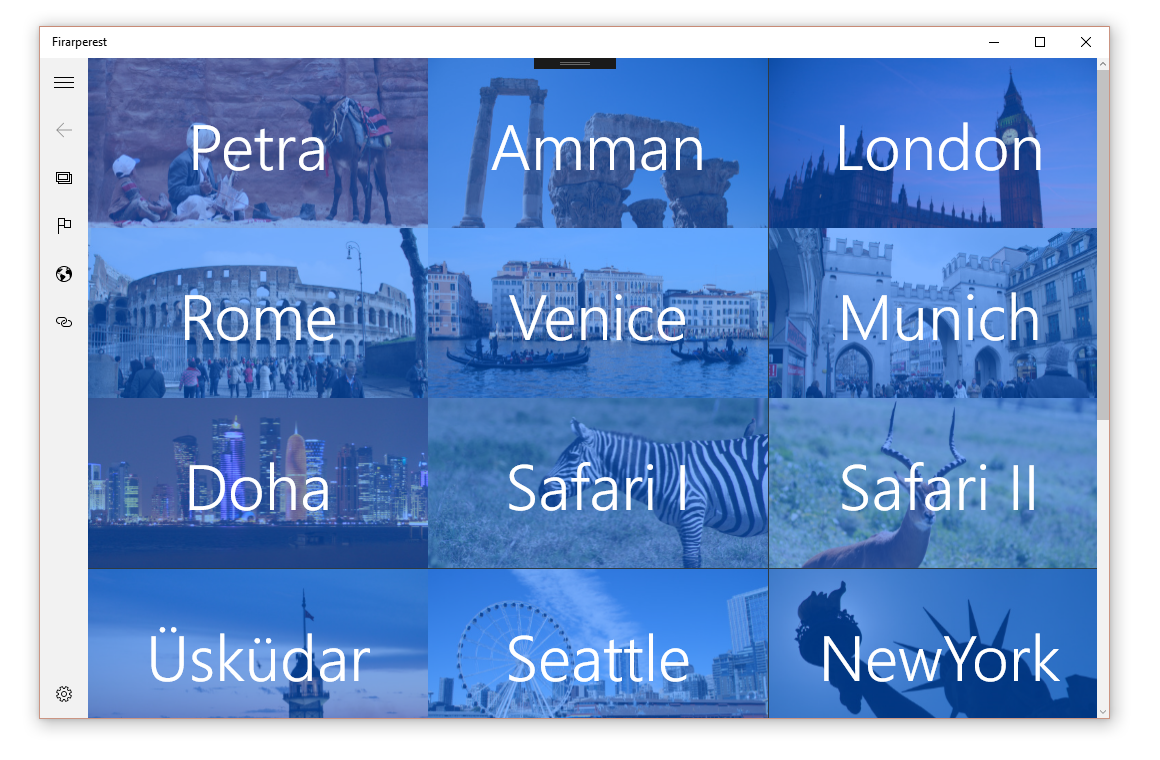 Firarperest
Petra
Amman
London
Rome
Venice
Munich
Doha
Safari I
Safari II
Üsküdar
Seattle
NewYork